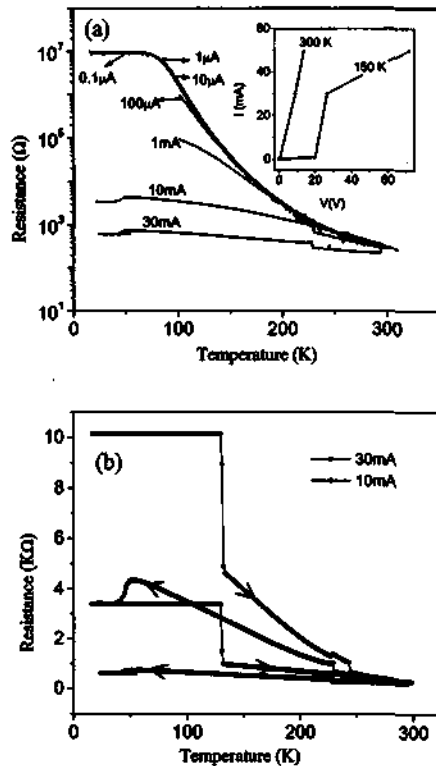 (a)
10⁷
10⁶
10³
10¹
Resistance (Ω)
0.1μA
1μA
10μA
100μA
1mA
10mA
30mA
0 100 200 300
Temperature (K)
60
40
20
0
I (mA)
300 K
150 K
0 20 40 60
V(V)
(b)
10
8
6
4
2
0
Resistance (KΩ)
30mA
10mA
0 100 200 300
Temperature (K)